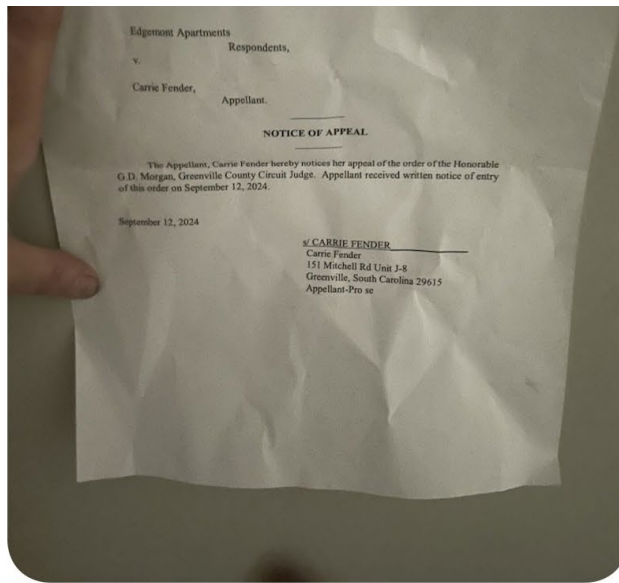 Edgemont Apartments
Respondents,
v.
Carrie Fender,
Appellant.
NOTICE OF APPEAL
The Appellant, Carrie Fender hereby notices her appeal of the order of the Honorable
G.D. Morgan, Greenville County Circuit Judge. Appellant received written notice of entry
of this order on September 12, 2024.
September 12, 2024
s/ CARRIE FENDER
Carrie Fender
151 Mitchell Rd Unit J-8
Greenville, South Carolina 29615
Appellant-Pro se